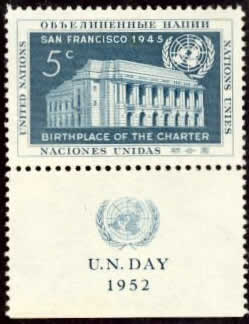 ОБЪЕДИНЕННЫЕ НАЦИИ
UNITED NATIONS
SAN FRANCISCO 1945
5c
NATIONS UNIES
BIRTHPLACE OF THE CHARTER
NACIONES UNIDAS
U.N. DAY
1952